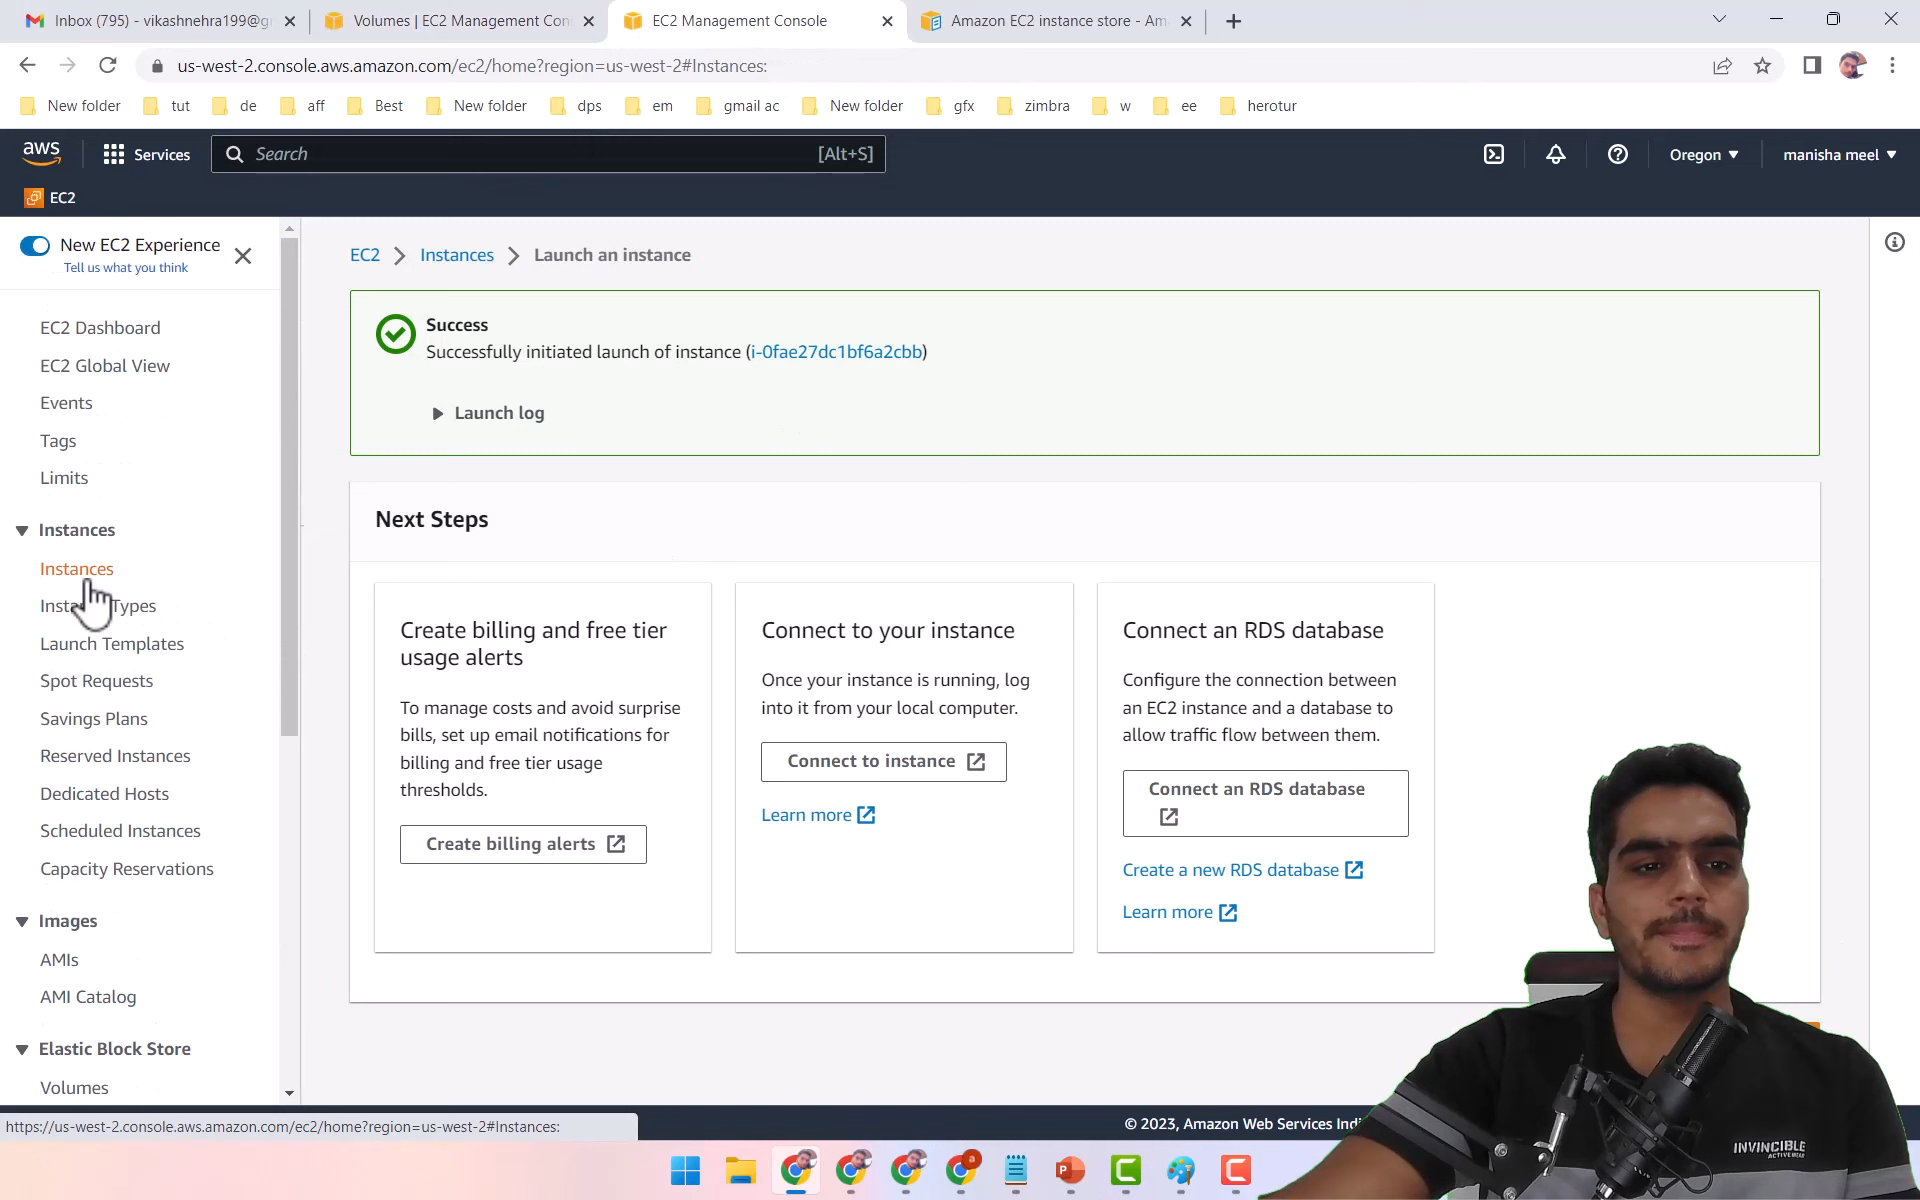 Inbox (795) - vikashnehra199@g
Volumes | EC2 Management Con
EC2 Management Console
Amazon EC2 instance store - Am
us-west-2.console.aws.amazon.com/ec2/home?region=us-west-2#Instances:
New folder
tut
de
aff
Best
New folder
dps
em
gmail ac
New folder
gfx
zimbra
w
ee
herotur
aws
Services
Search
[Alt+S]
Oregon
manisha meel
EC2
New EC2 Experience
Tell us what you think
EC2 Dashboard
EC2 Global View
Events
Tags
Limits
Instances
Instances
Insta Types
Launch Templates
Spot Requests
Savings Plans
Reserved Instances
Dedicated Hosts
Scheduled Instances
Capacity Reservations
Images
AMIs
AMI Catalog
Elastic Block Store
Volumes
EC2 > Instances > Launch an instance
Success
Successfully initiated launch of instance (i-0fae27dc1bf6a2cbb)
Launch log
Next Steps
Create billing and free tier
usage alerts
To manage costs and avoid surprise
bills, set up email notifications for
billing and free tier usage
thresholds.
Create billing alerts
Connect to your instance
Once your instance is running, log
into it from your local computer.
Connect to instance
Learn more
Connect an RDS database
Configure the connection between
an EC2 instance and a database to
allow traffic flow between them.
Connect an RDS database
Create a new RDS database
Learn more
https://us-west-2.console.aws.amazon.com/ec2/home?region=us-west-2#Instances:
© 2023, Amazon Web Services Indi
INVINCIBLE
ACTIVEWEAR